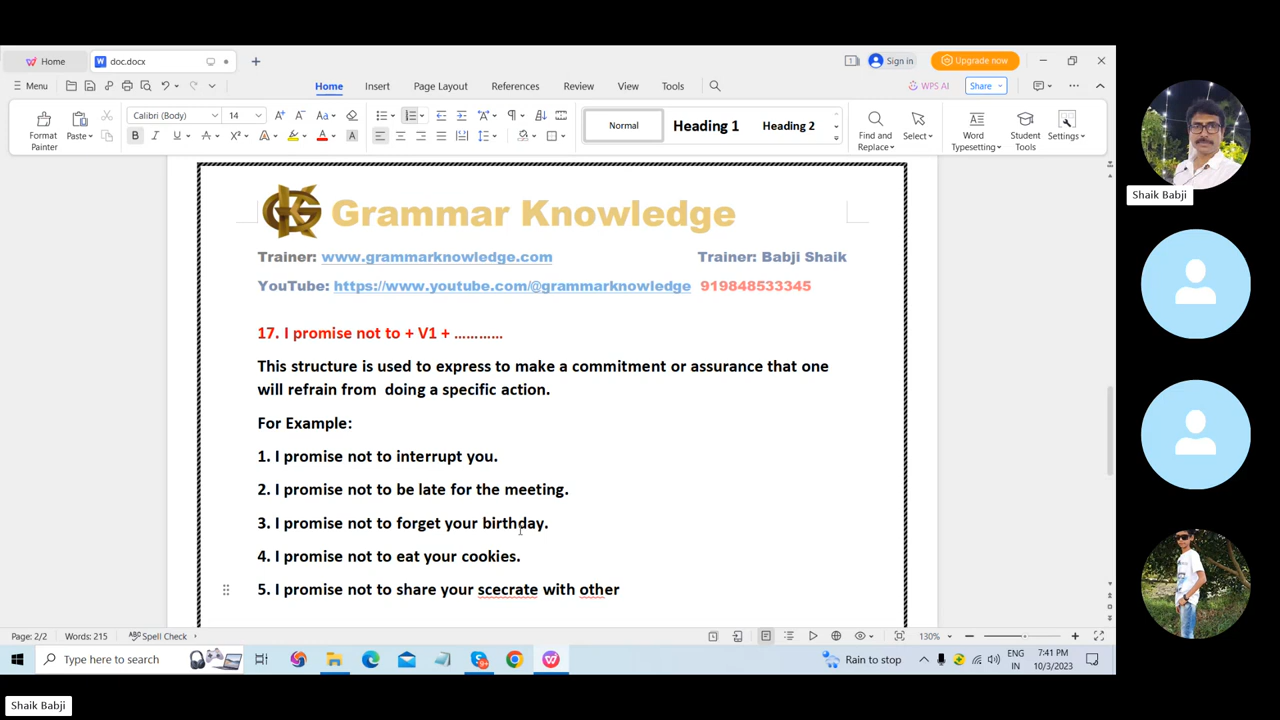 Home
doc.docx
Sign in
Upgrade now
Menu
Home
Insert
Page Layout
References
Review
View
Tools
WPS AI
Share
Format
Painter
Paste
Calibri (Body)
14
Normal
Heading 1
Heading 2
Find and
Replace
Select
Word
Typesetting
Student
Tools
Settings
GK Grammar Knowledge
Trainer: www.grammarknowledge.com Trainer: Babji Shaik
YouTube: https://www.youtube.com/@grammarknowledge 919848533345
17. I promise not to + V1 + ............
This structure is used to express to make a commitment or assurance that one
will refrain from doing a specific action.
For Example:
1. I promise not to interrupt you.
2. I promise not to be late for the meeting.
3. I promise not to forget your birthday.
4. I promise not to eat your cookies.
5. I promise not to share your scecrate with other
Page: 2/2 Words: 215 Spell Check 130%
Type here to search
Rain to stop
ENG
IN
7:41 PM
10/3/2023
Shaik Babji
Shaik Babji